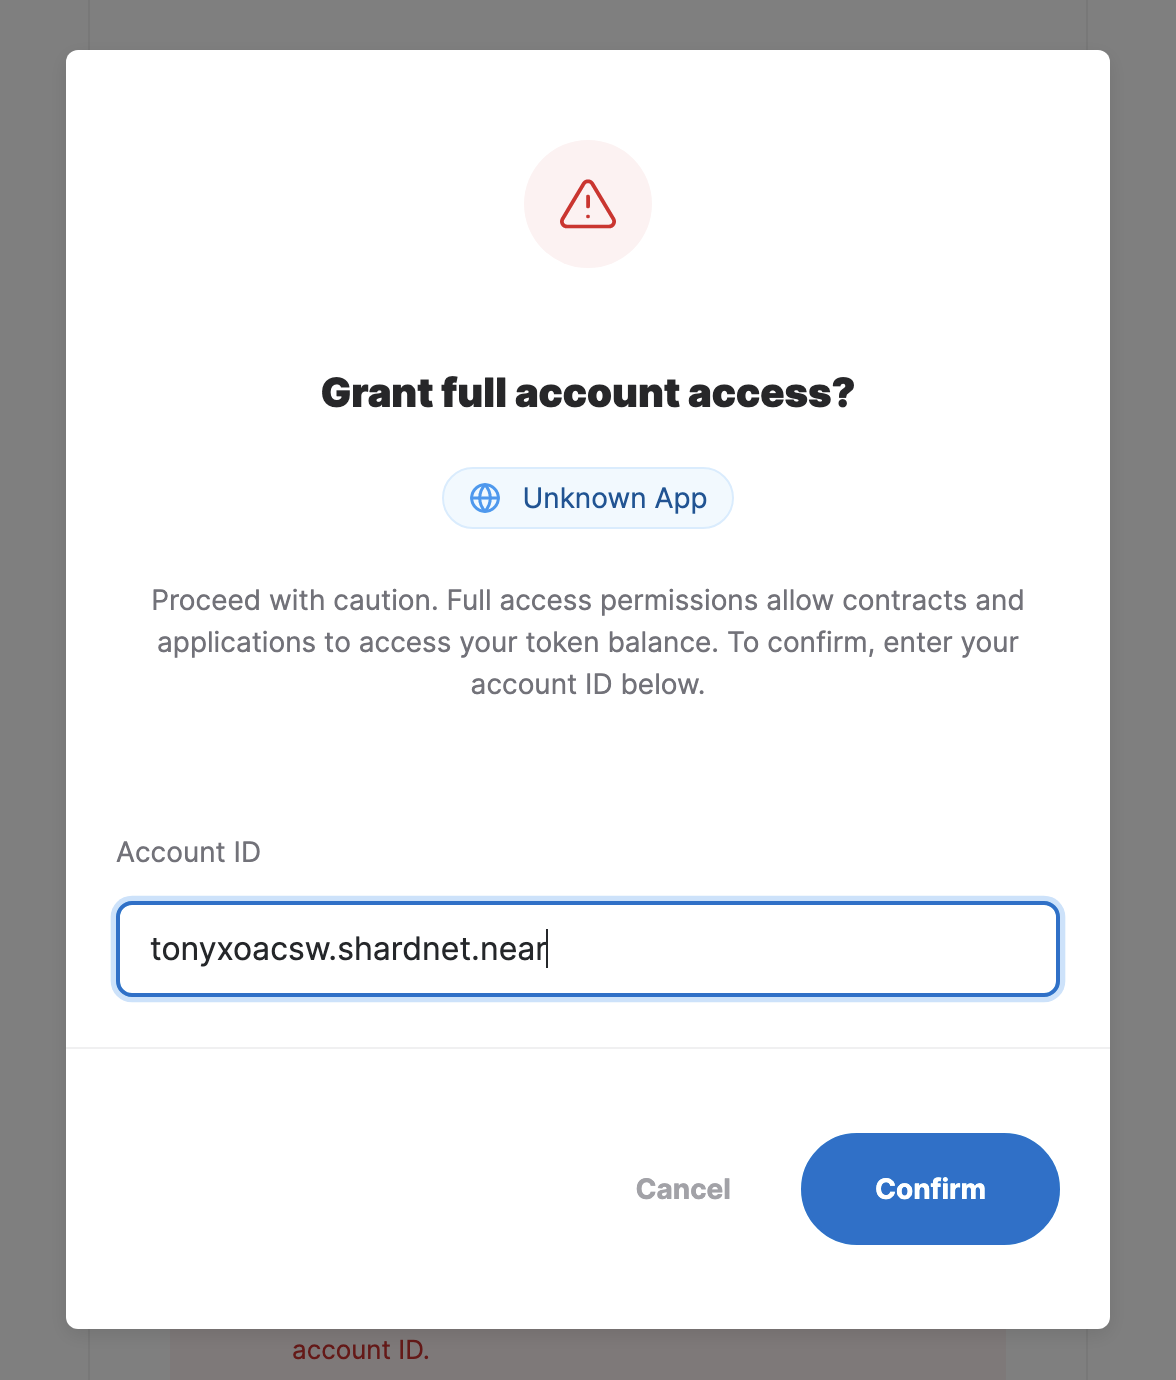 Grant full account access?
Unknown App
Proceed with caution. Full access permissions allow contracts and
applications to access your token balance. To confirm, enter your
account ID below.
Account ID
tonyxoacsw.shardnet.near
Cancel
Confirm
account ID.